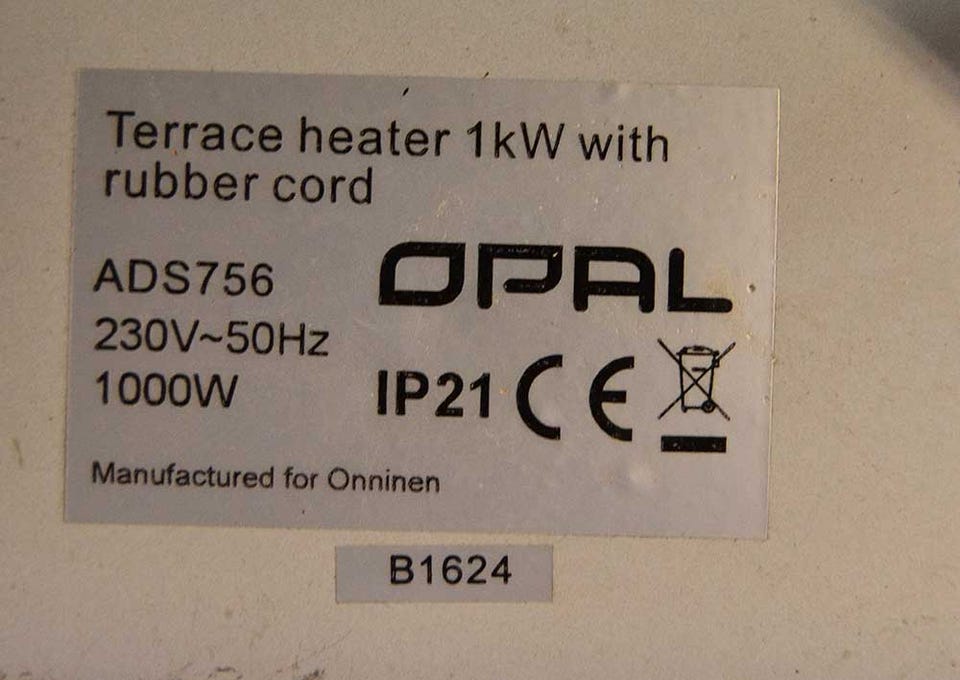 Terrace heater 1kW with
rubber cord
ADS756
230V~50Hz
1000W
OPAL
IP21 CE
Manufactured for Onninen
B1624